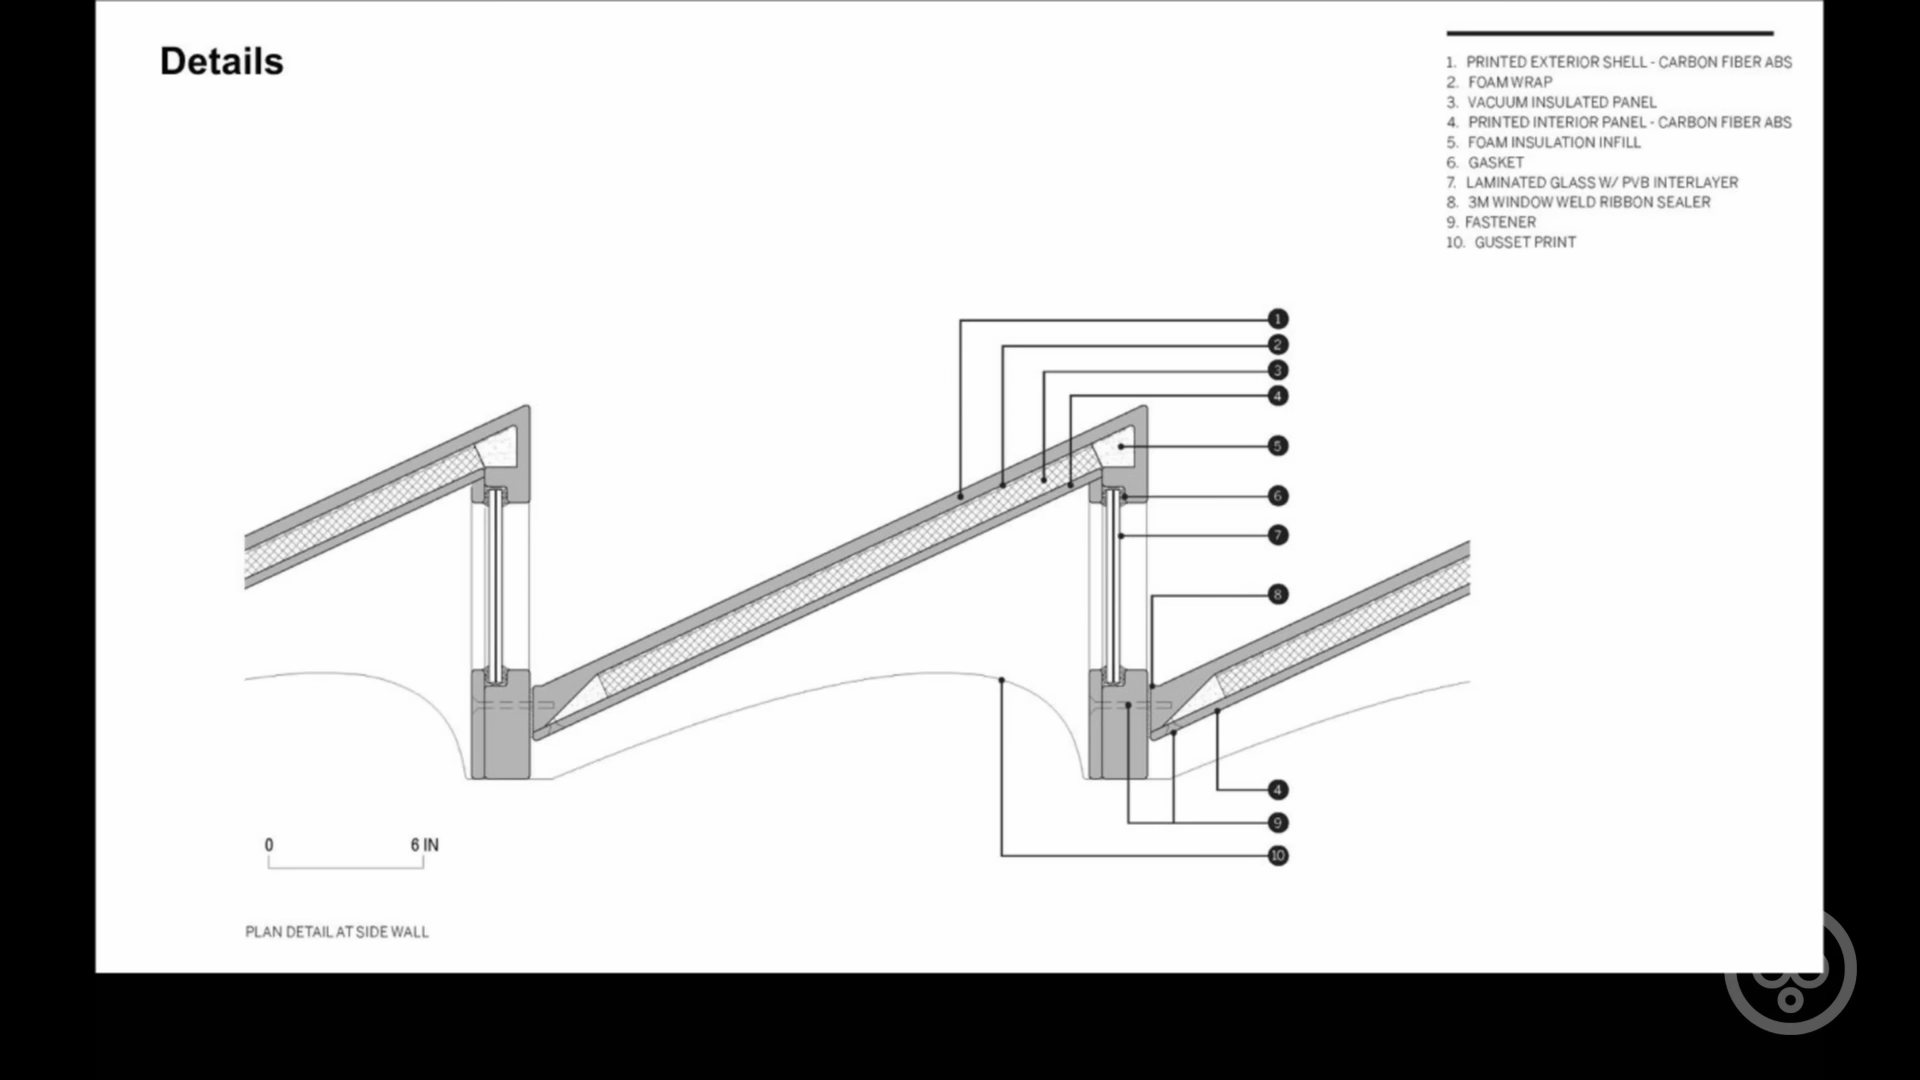 Details
1. PRINTED EXTERIOR SHELL - CARBON FIBER ABS
2. FOAM WRAP
3. VACUUM INSULATED PANEL
4. PRINTED INTERIOR PANEL - CARBON FIBER ABS
5. FOAM INSULATION INFILL
6. GASKET
7. LAMINATED GLASS W/ PVB INTERLAYER
8. 3M WINDOW WELD RIBBON SEALER
9. FASTENER
10. GUSSET PRINT
1
2
3
4
5
6
7
8
4
9
10
0 6 IN
PLAN DETAIL AT SIDE WALL